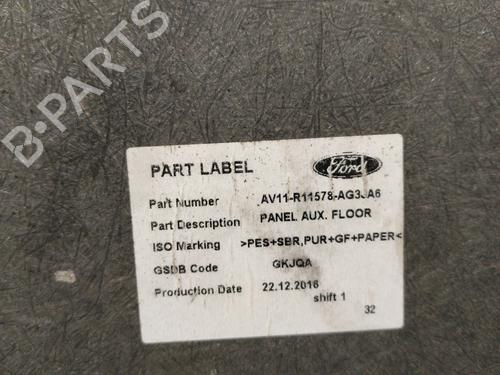 B-PARTS
PART LABEL
Ford
Part Number AV11-R11578-AG3JA6
Part Description PANEL AUX. FLOOR
ISO Marking >PES+SBR,PUR+GF+PAPER<
GSDB Code GKJQA
Production Date 22.12.2016
shift 1
32